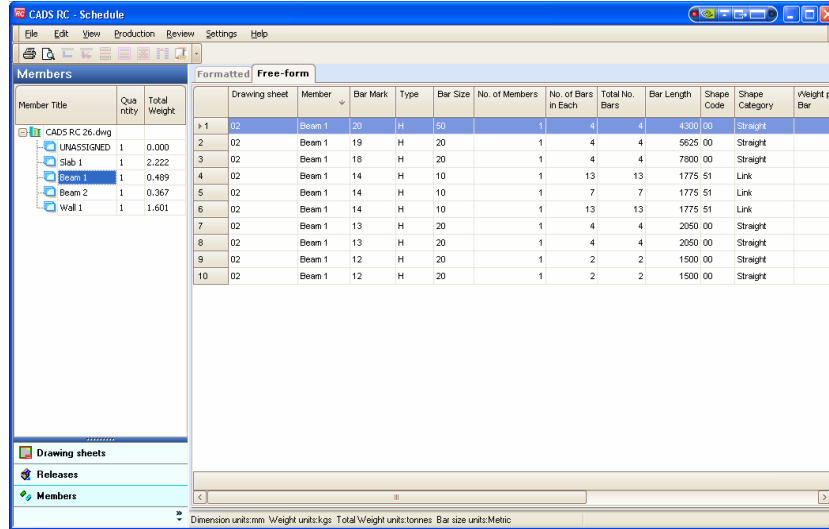 CADS RC - Schedule
File Edit View Production Review Settings Help
Members
Formatted Free-form
Member Title Qua ntity Total Weight
Drawing sheet Member Bar Mark Type Bar Size No. of Members No. of Bars in Each Total No. Bars Bar Length Shape Code Shape Category Weight p Bar
CADS RC 26.dwg
UNASSIGNED 1 0.000
Slab 1 1 2.222
Beam 1 1 0.489
Beam 2 1 0.367
Wall 1 1 1.601
1 02 Beam 1 20 H 50 1 4 4 4300 00 Straight
2 02 Beam 1 19 H 20 1 4 4 5625 00 Straight
3 02 Beam 1 18 H 20 1 4 4 7800 00 Straight
4 02 Beam 1 14 H 10 1 13 13 1775 51 Link
5 02 Beam 1 14 H 10 1 7 7 1775 51 Link
6 02 Beam 1 14 H 10 1 13 13 1775 51 Link
7 02 Beam 1 13 H 20 1 4 4 2050 00 Straight
8 02 Beam 1 13 H 20 1 4 4 2050 00 Straight
9 02 Beam 1 12 H 20 1 2 2 1500 00 Straight
10 02 Beam 1 12 H 20 1 2 2 1500 00 Straight
Drawing sheets
Releases
Members
Dimension units:mm Weight units:kgs Total Weight units:tonnes Bar size units:Metric